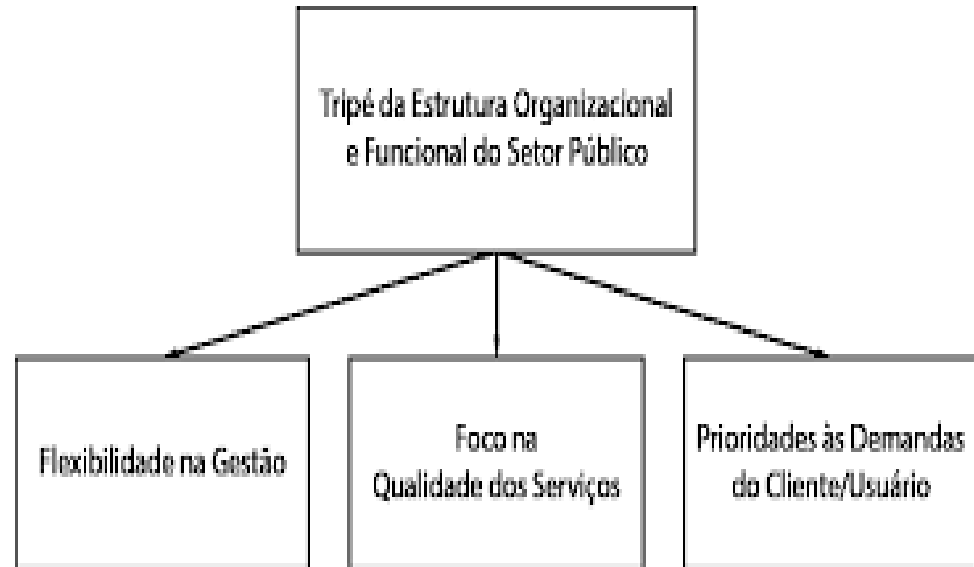 Tripé da Estrutura Organizacional
e Funcional do Setor Público
Flexibilidade na Gestão
Foco na
Qualidade dos Serviços
Prioridades às Demandas
do Cliente/Usuário